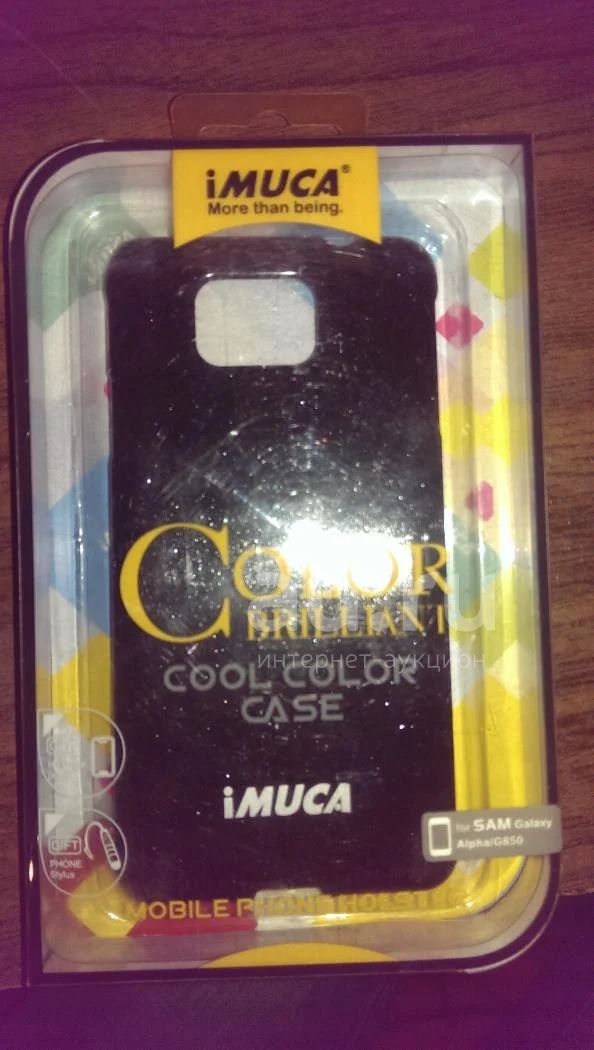 iMUCA®
More than being.
COLOR
BRILLIANT
интернет-аукцион
COOL COLOR
CASE
iMUCA
for SAM Galaxy
Alpha/G850
GIFT
PHONE
Stylus
MOBILE PHONE HOLSTER